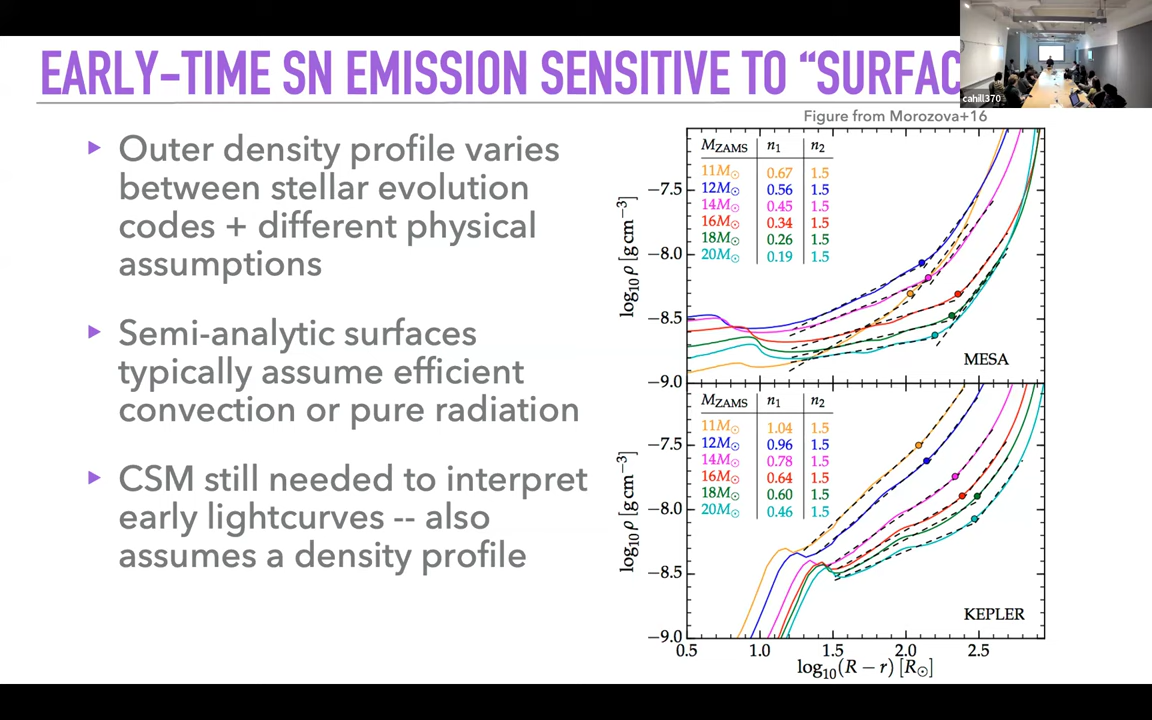 EARLY-TIME SN EMISSION SENSITIVE TO “SURFAC
cahill370
Figure from Morozova+16
▸ Outer density profile varies
between stellar evolution
codes + different physical
assumptions
▸ Semi-analytic surfaces
typically assume efficient
convection or pure radiation
▸ CSM still needed to interpret
early lightcurves -- also
assumes a density profile
M_ZAMS n₁ n₂
11M⊙ 0.67 1.5
12M⊙ 0.56 1.5
14M⊙ 0.45 1.5
16M⊙ 0.34 1.5
18M⊙ 0.26 1.5
20M⊙ 0.19 1.5
−7.5
−8.0
−8.5
−9.0
log₁₀ ρ [g cm⁻³]
MESA
M_ZAMS n₁ n₂
11M⊙ 1.04 1.5
12M⊙ 0.96 1.5
14M⊙ 0.78 1.5
16M⊙ 0.64 1.5
18M⊙ 0.60 1.5
20M⊙ 0.46 1.5
−7.5
−8.0
−8.5
−9.0
log₁₀ ρ [g cm⁻³]
KEPLER
0.5 1.0 1.5 2.0 2.5
log₁₀(R − r) [R⊙]